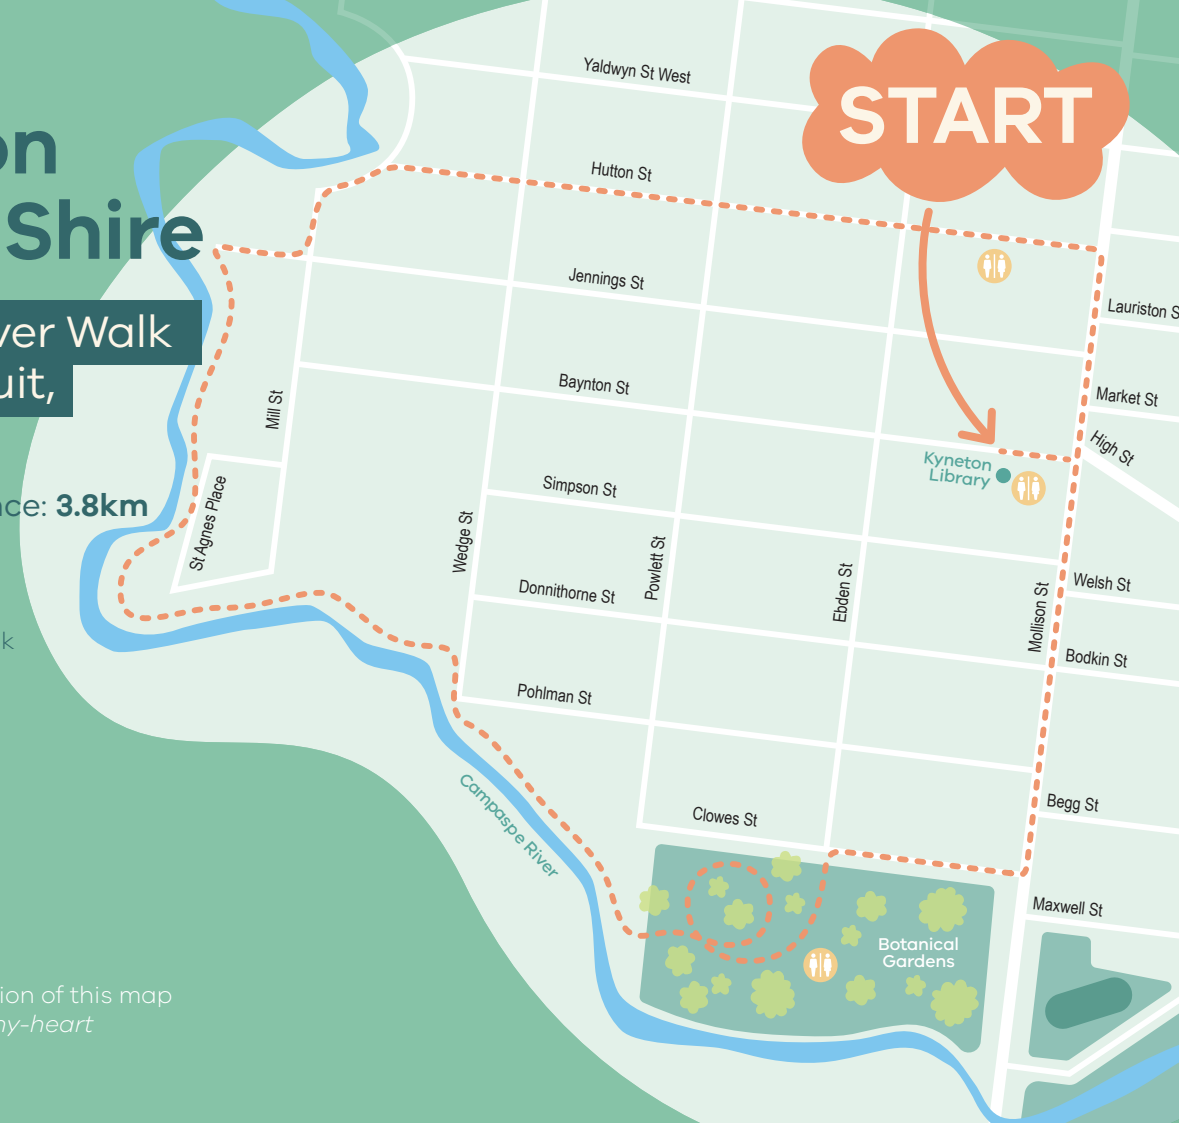 on
Shire
ver Walk
uit,
nce: 3.8km
k
ion of this map
ny-heart
START
Yaldwyn St West
Hutton St
Jennings St
Lauriston S
Baynton St
Market St
High St
Mill St
Kyneton
Library
Simpson St
St Agnes Place
Wedge St
Powlett St
Ebden St
Mollison St
Donnithorne St
Welsh St
Bodkin St
Pohlman St
Campaspe River
Clowes St
Begg St
Maxwell St
Botanical
Gardens